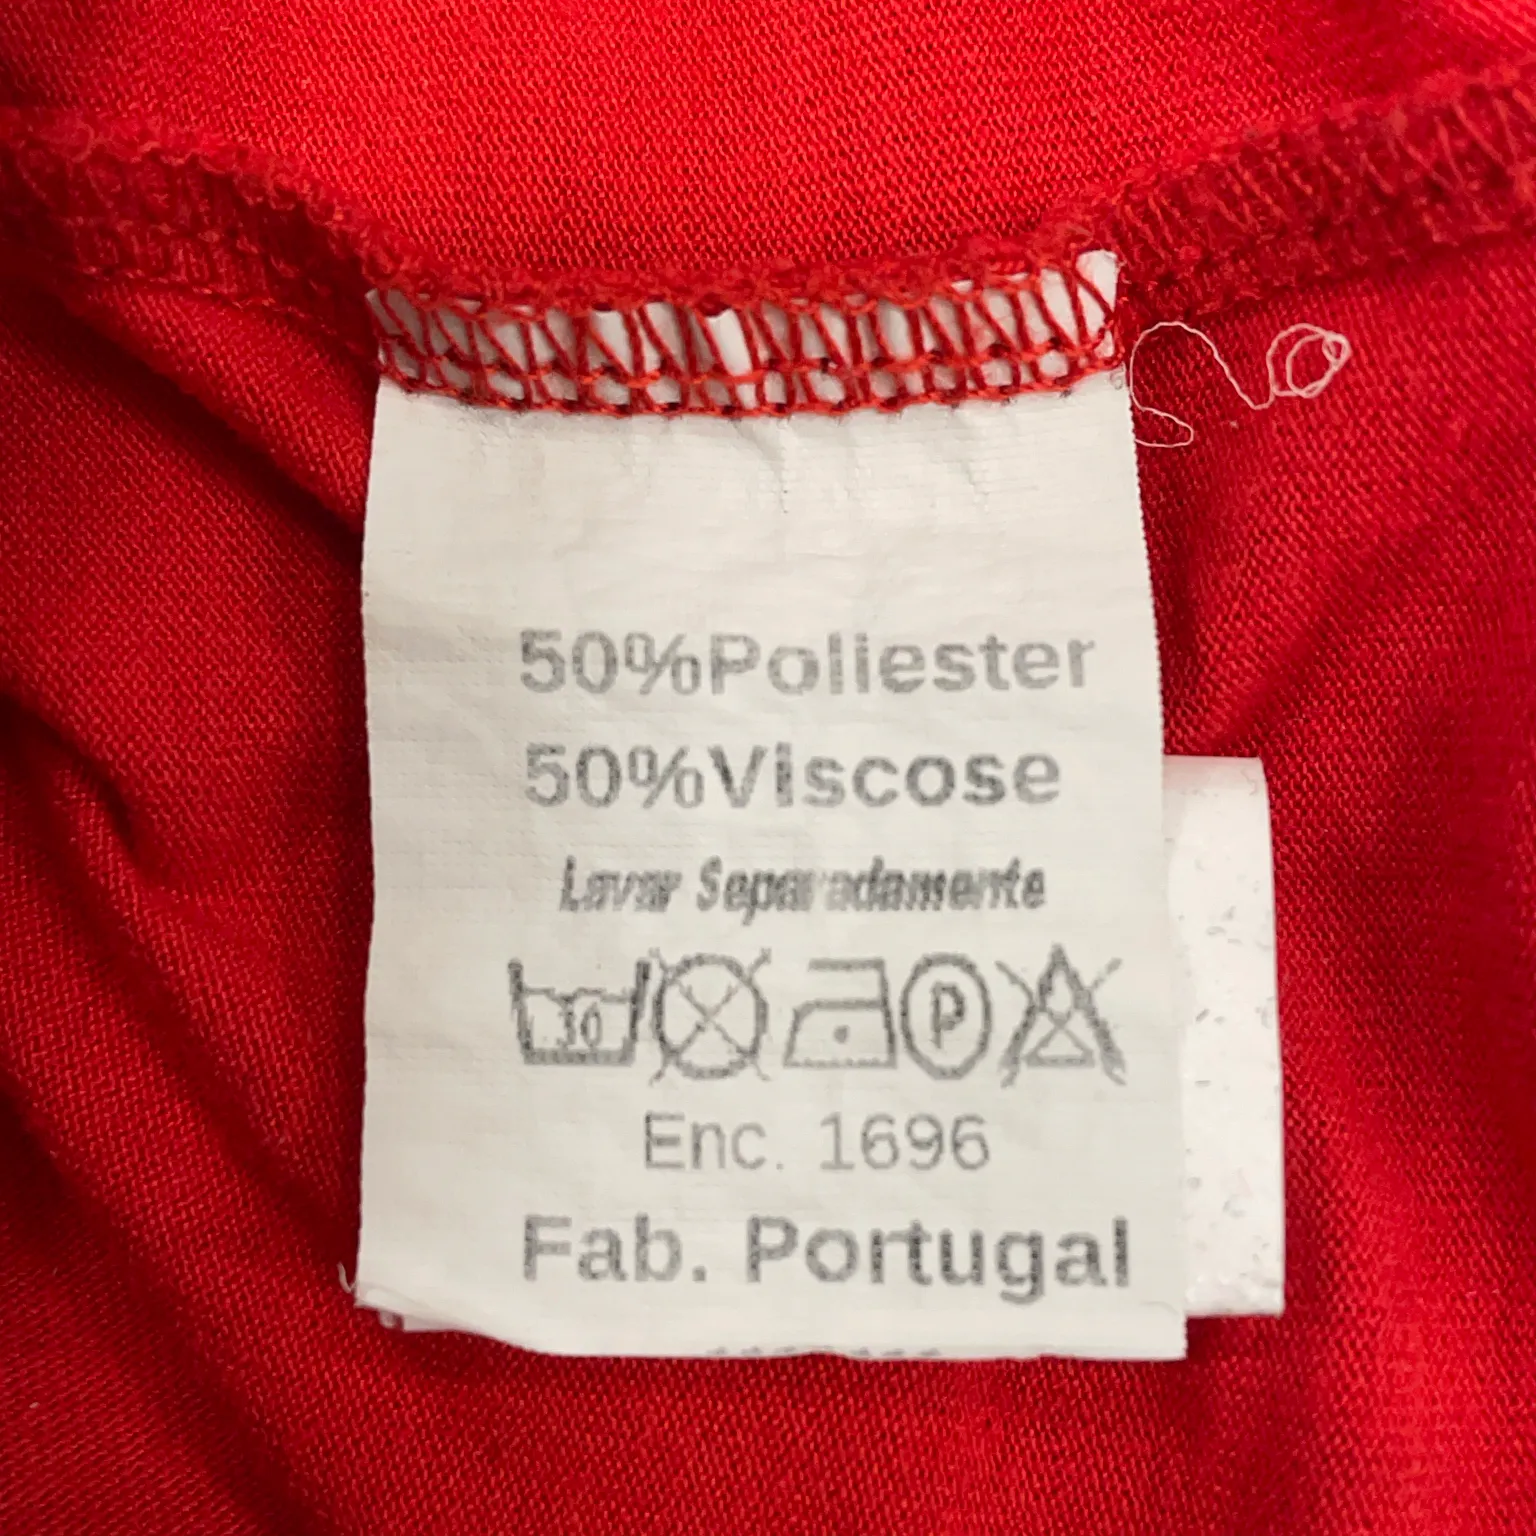 50%Poliester
50%Viscose
Lavar Separadamente
30 P
Enc. 1696
Fab. Portugal